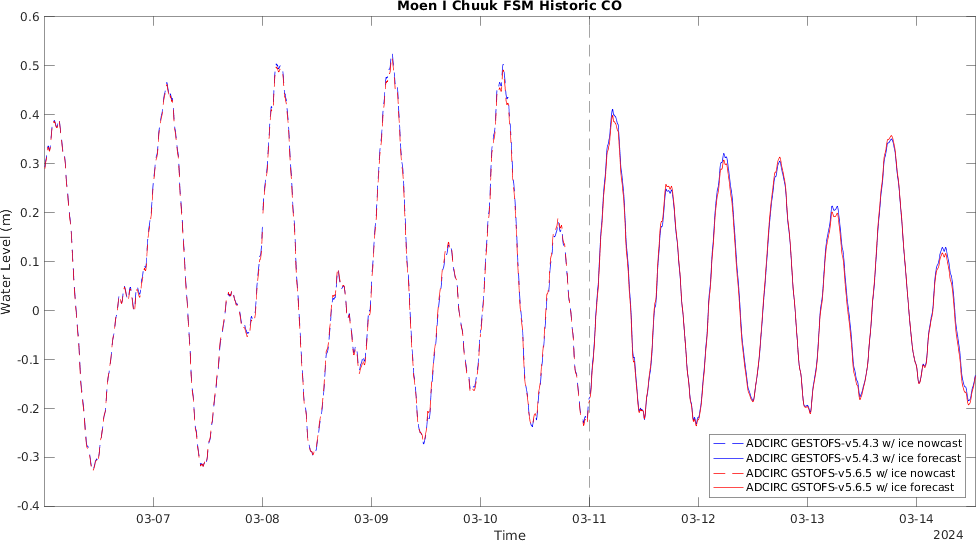 Moen I Chuuk FSM Historic CO
0.6
0.5
0.4
0.3
0.2
0.1
0
-0.1
-0.2
-0.3
-0.4
Water Level (m)
ADCIRC GESTOFS-v5.4.3 w/ ice nowcast
ADCIRC GESTOFS-v5.4.3 w/ ice forecast
ADCIRC GSTOFS-v5.6.5 w/ ice nowcast
ADCIRC GSTOFS-v5.6.5 w/ ice forecast
03-07 03-08 03-09 03-10 03-11 03-12 03-13 03-14
Time
2024